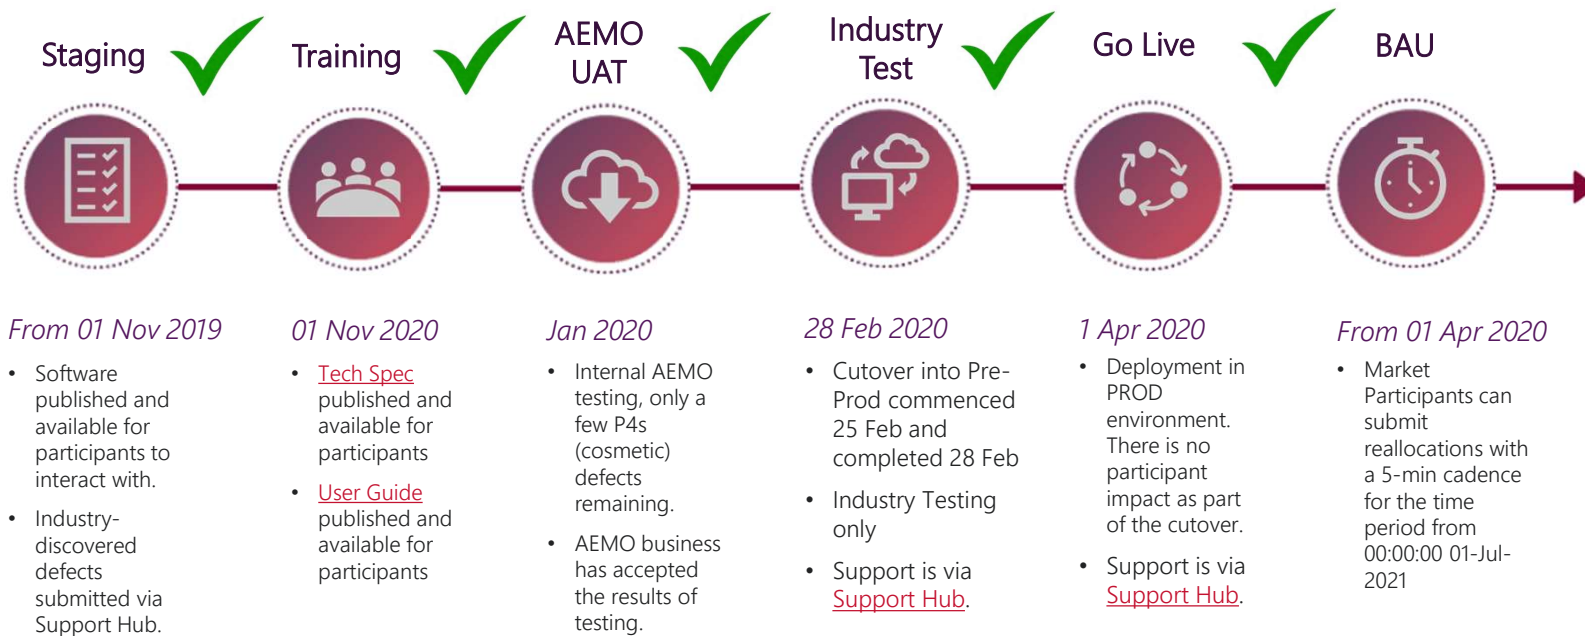 Staging
Training
AEMO
UAT
Industry
Test
Go Live
BAU
From 01 Nov 2019
• Software
published and
available for
participants to
interact with.
• Industry-
discovered
defects
submitted via
Support Hub.
01 Nov 2020
• Tech Spec
published and
available for
participants
• User Guide
published and
available for
participants
Jan 2020
• Internal AEMO
testing, only a
few P4s
(cosmetic)
defects
remaining.
• AEMO business
has accepted
the results of
testing.
28 Feb 2020
• Cutover into Pre-
Prod commenced
25 Feb and
completed 28 Feb
• Industry Testing
only
• Support is via
Support Hub.
1 Apr 2020
• Deployment in
PROD
environment.
There is no
participant
impact as part
of the cutover.
• Support is via
Support Hub.
From 01 Apr 2020
• Market
Participants can
submit
reallocations with
a 5-min cadence
for the time
period from
00:00:00 01-Jul-
2021